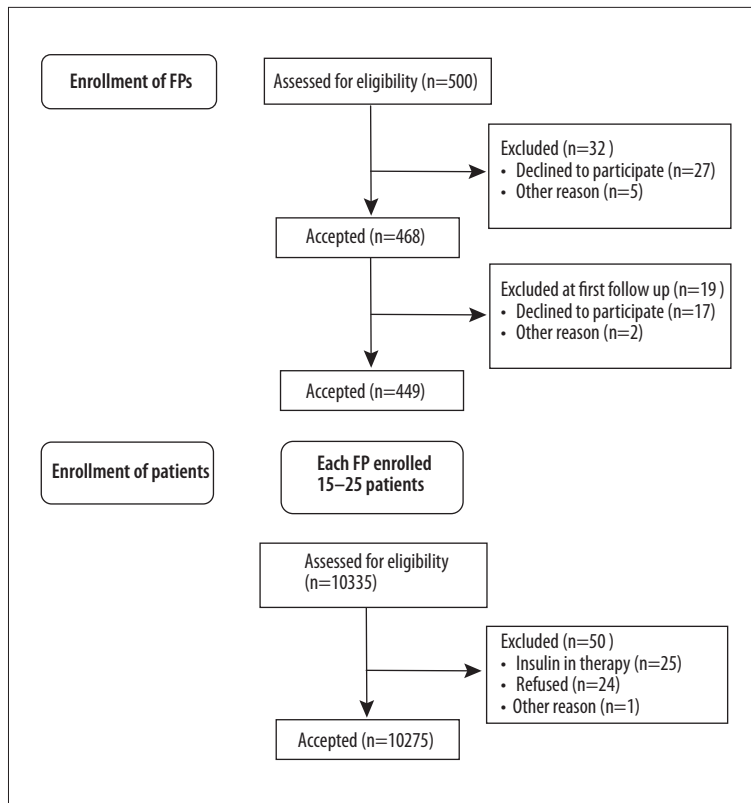 Enrollment of FPs
Assessed for eligibility (n=500)
Excluded (n=32 )
• Declined to participate (n=27)
• Other reason (n=5)
Accepted (n=468)
Excluded at first follow up (n=19 )
• Declined to participate (n=17)
• Other reason (n=2)
Accepted (n=449)
Enrollment of patients
Each FP enrolled
15–25 patients
Assessed for eligibility
(n=10335)
Excluded (n=50 )
• Insulin in therapy (n=25)
• Refused (n=24)
• Other reason (n=1)
Accepted (n=10275)